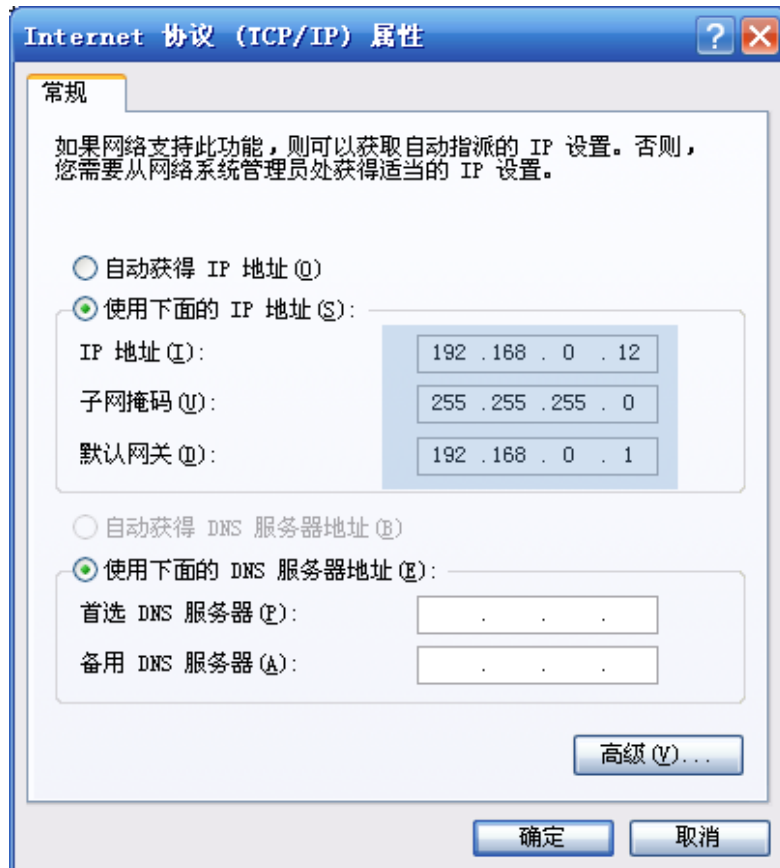 Internet 协议 (TCP/IP) 属性
常规
如果网络支持此功能，则可以获取自动指派的 IP 设置。否则，
您需要从网络系统管理员处获得适当的 IP 设置。
自动获得 IP 地址(O)
使用下面的 IP 地址(S):
IP 地址(I): 192 .168 . 0 . 12
子网掩码(U): 255 .255 .255 . 0
默认网关(D): 192 .168 . 0 . 1
自动获得 DNS 服务器地址(B)
使用下面的 DNS 服务器地址(E):
首选 DNS 服务器(P): . . .
备用 DNS 服务器(A): . . .
高级(V)...
确定 取消